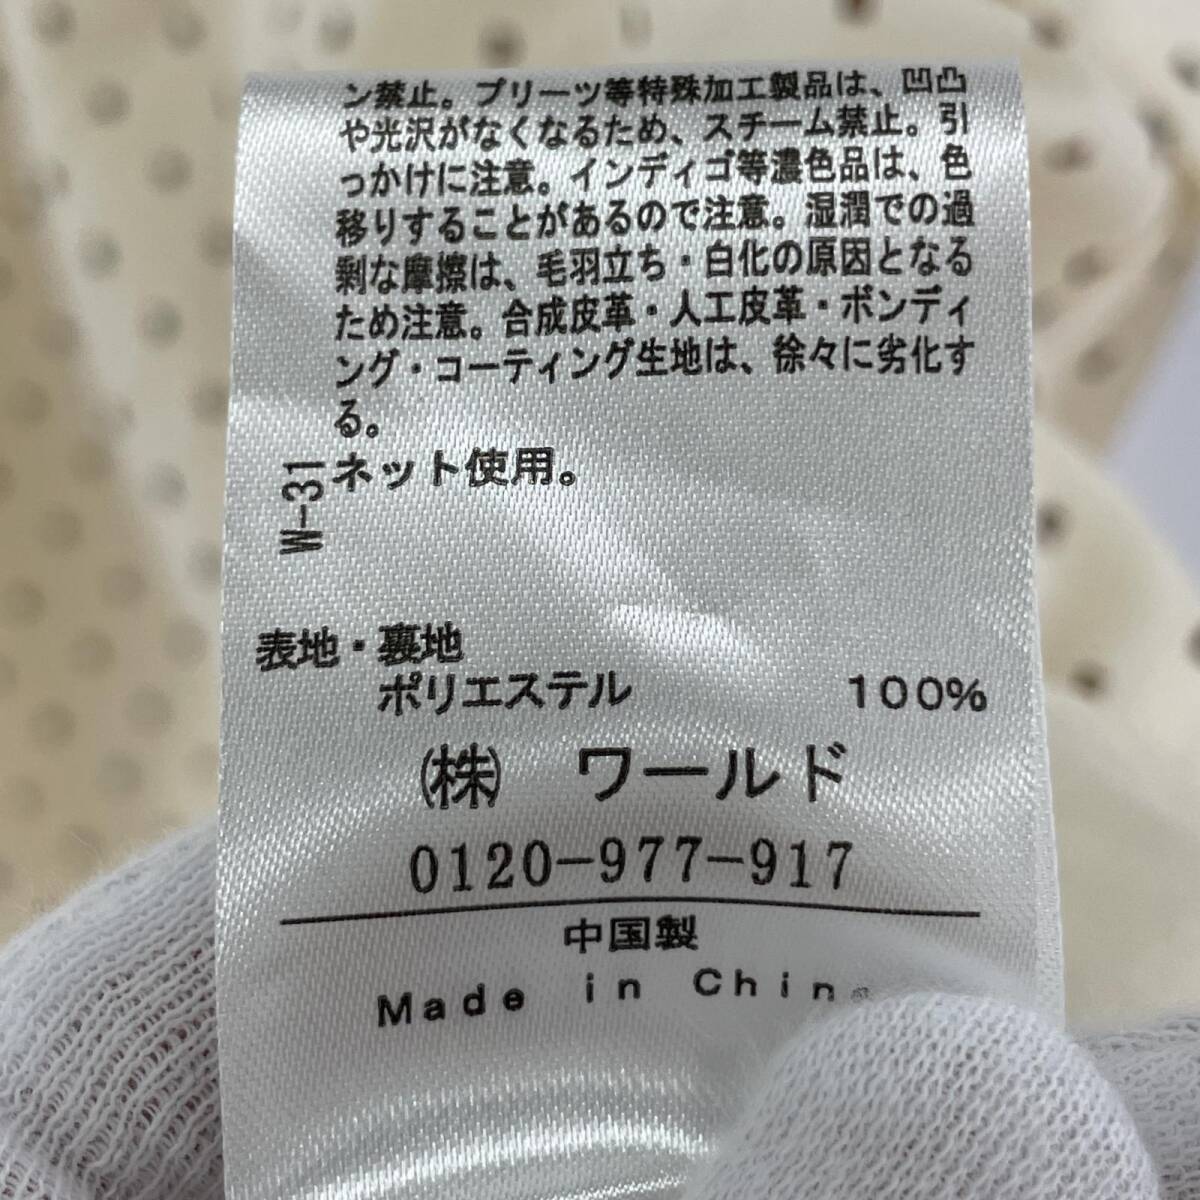 ン禁止。プリーツ等特殊加工製品は、凹凸
や光沢がなくなるため、スチーム禁止。引
っかけに注意。インディゴ等濃色品は、色
移りすることがあるので注意。湿潤での過
剰な摩擦は、毛羽立ち・白化の原因となる
ため注意。合成皮革・人工皮革・ボンディ
ング・コーティング生地は、徐々に劣化す
る。
ネット使用。
W-31
表地・裏地
ポリエステル 100%
(株) ワールド
0120-977-917
中国製
Made in Chin